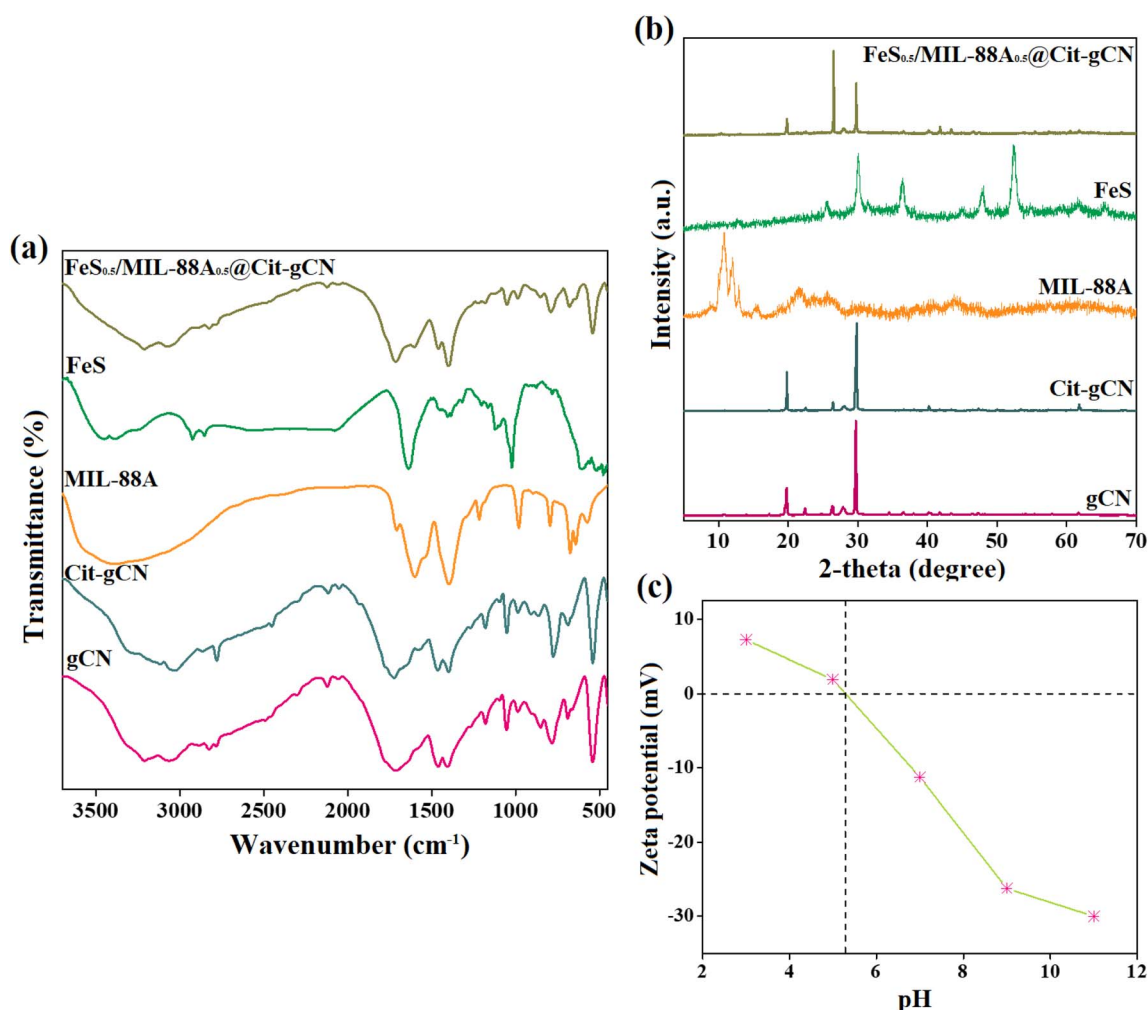 (a)
FeS₀.₅/MIL-88A₀.₅@Cit-gCN
FeS
MIL-88A
Cit-gCN
gCN
Transmittance (%)
3500 3000 2500 2000 1500 1000 500
Wavenumber (cm⁻¹)
(b)
FeS₀.₅/MIL-88A₀.₅@Cit-gCN
FeS
MIL-88A
Cit-gCN
gCN
Intensity (a.u.)
10 20 30 40 50 60 70
2-theta (degree)
(c)
Zeta potential (mV)
10
0
-10
-20
-30
2 4 6 8 10 12
pH